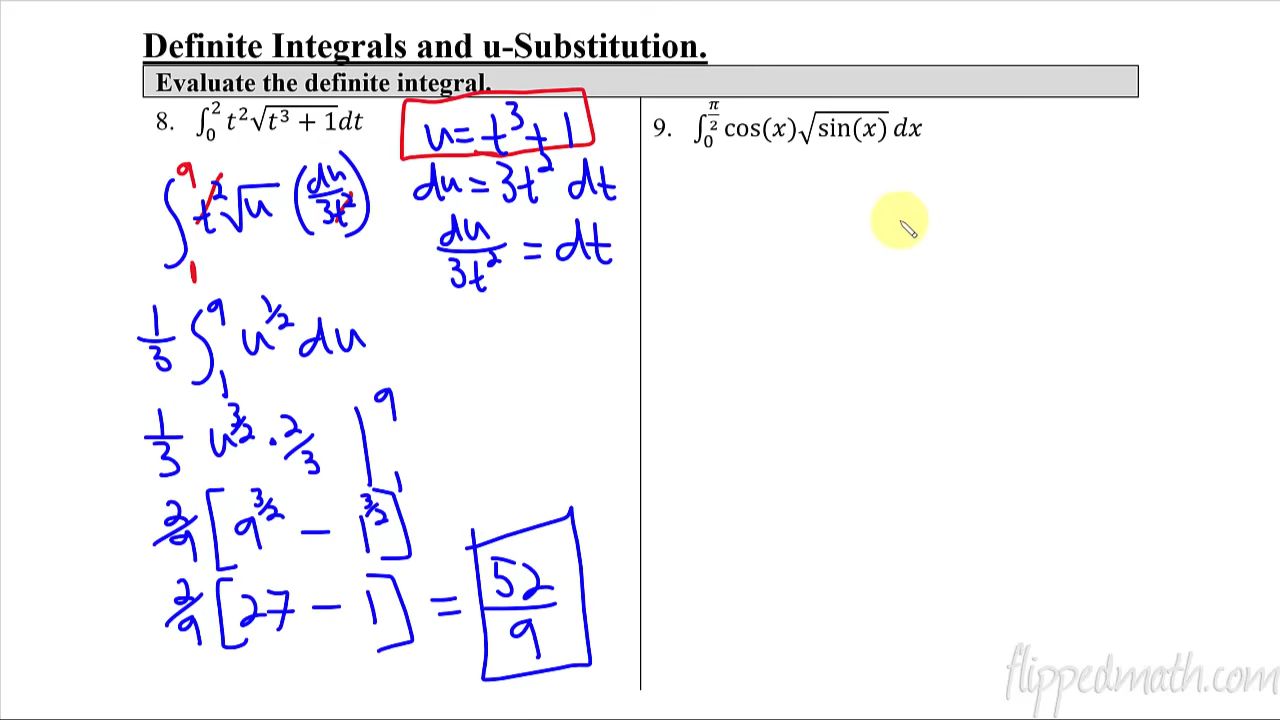 Definite Integrals and u-Substitution.
Evaluate the definite integral.
8. ∫₀² t²√(t³ + 1) dt
u = t³ + 1
du = 3t² dt
du/3t² = dt
∫₁⁹ t²√u (du/3t²)
1/3 ∫₁⁹ u^(1/2) du
1/3 u^(3/2) · 2/3 |₁⁹
2/9 [9^(3/2) − 1^(3/2)]
2/9 [27 − 1] = 52/9
9. ∫₀^(π/2) cos(x)√(sin(x)) dx
flippedmath.com